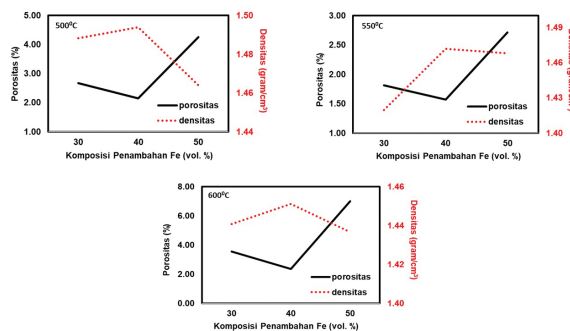 500⁰C
Porositas (%)
5.00
4.00
3.00
2.00
1.00
1.50
1.48
1.46
1.44
Densitas (gram/cm³)
porositas
densitas
30 40 50
Komposisi Penambahan Fe (vol. %)
550⁰C
Porositas (%)
3.00
2.50
2.00
1.50
1.00
1.49
1.46
1.43
1.40
porositas
densitas
30 40 50
Komposisi Penambahan Fe (vol. %)
600⁰C
Porositas (%)
8.00
6.00
4.00
2.00
0.00
1.46
1.44
1.42
1.40
Densitas (gram/cm³)
porositas
densitas
30 40 50
Komposisi Penambahan Fe (vol. %)